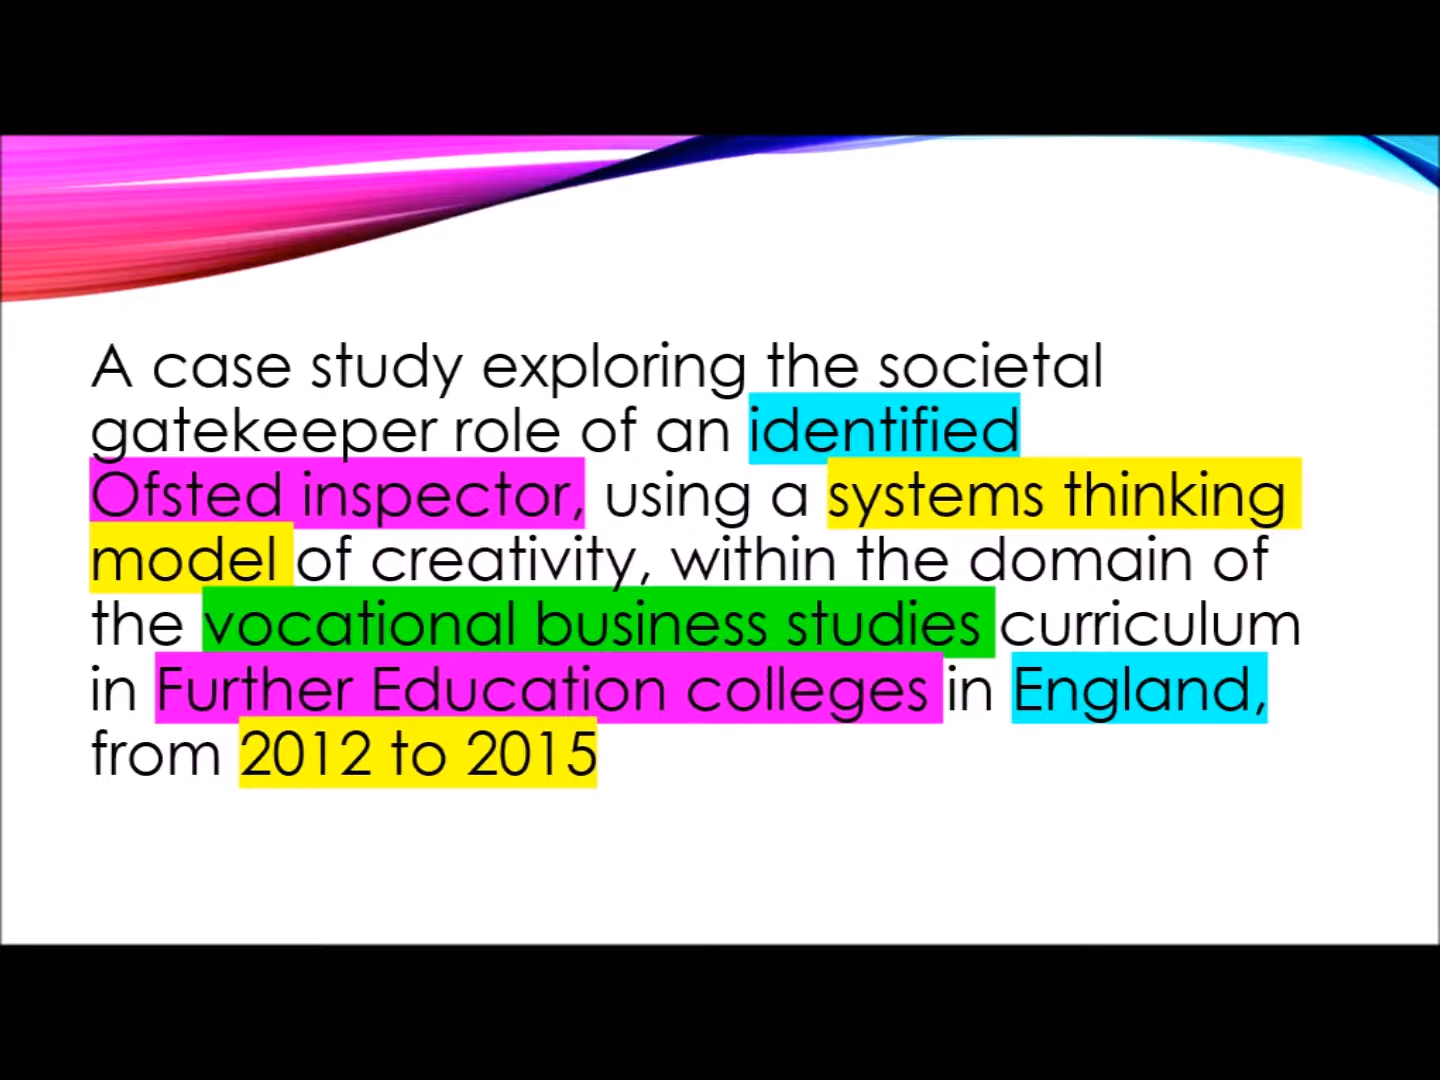 A case study exploring the societal
gatekeeper role of an identified
Ofsted inspector, using a systems thinking
model of creativity, within the domain of
the vocational business studies curriculum
in Further Education colleges in England,
from 2012 to 2015